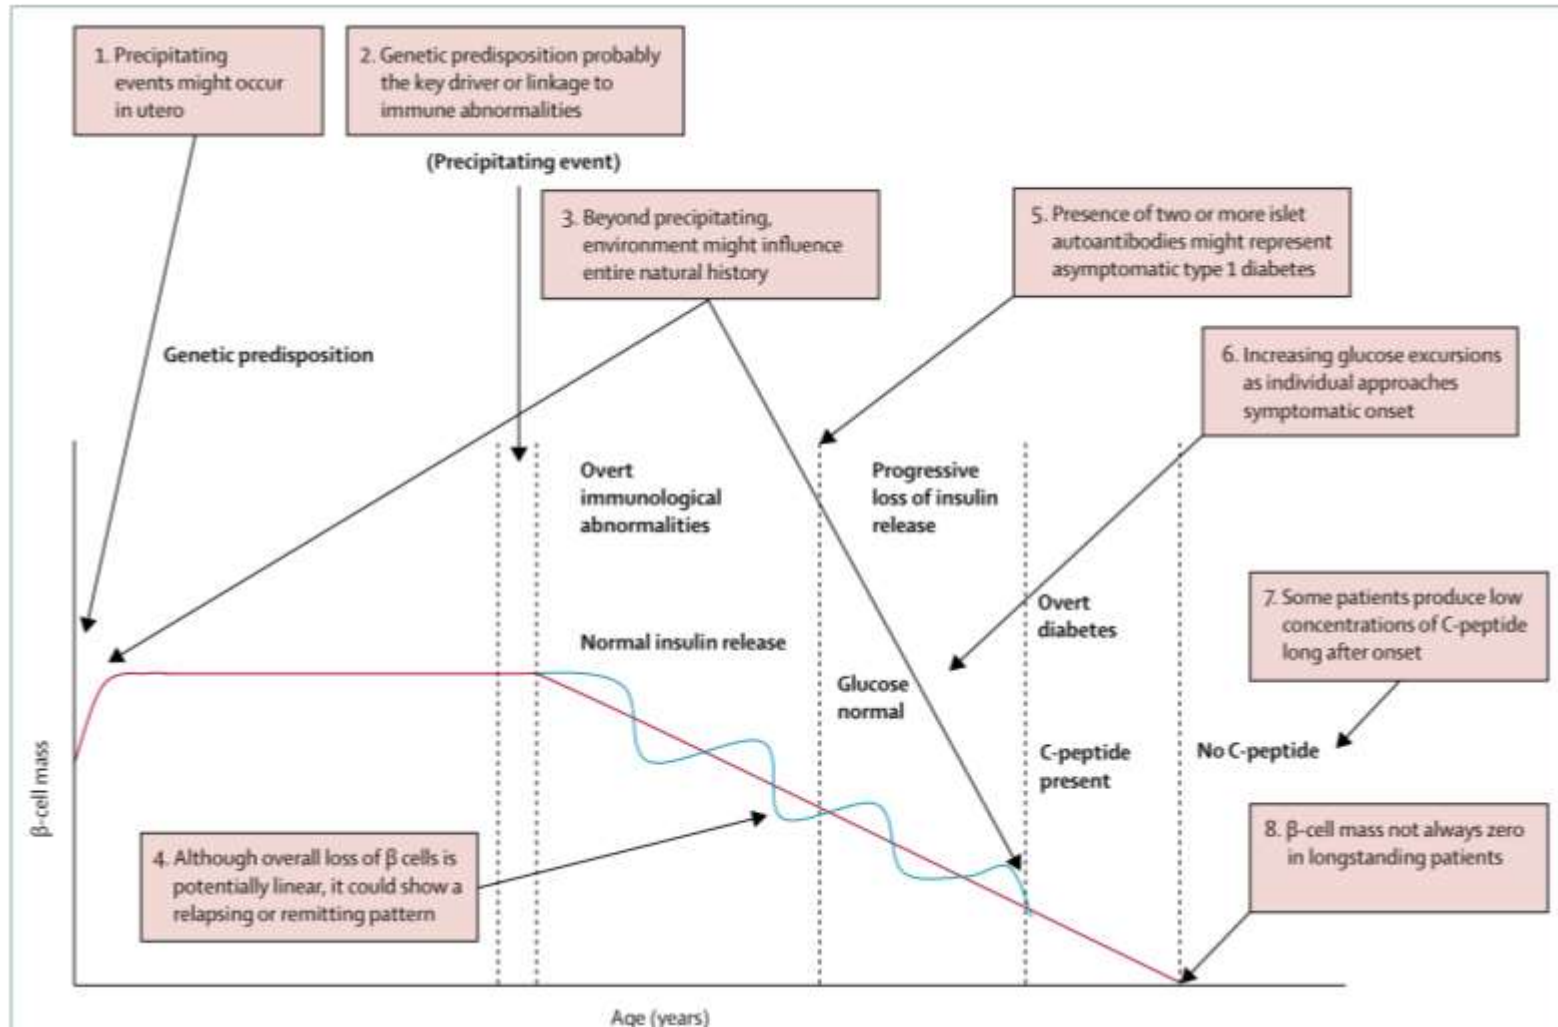 1. Precipitating
events might occur
in utero
2. Genetic predisposition probably
the key driver or linkage to
immune abnormalities
(Precipitating event)
3. Beyond precipitating,
environment might influence
entire natural history
5. Presence of two or more islet
autoantibodies might represent
asymptomatic type 1 diabetes
6. Increasing glucose excursions
as individual approaches
symptomatic onset
Genetic predisposition
Overt
immunological
abnormalities
Progressive
loss of insulin
release
Normal insulin release
Glucose
normal
Overt
diabetes
7. Some patients produce low
concentrations of C-peptide
long after onset
C-peptide
present
No C-peptide
β-cell mass
4. Although overall loss of β cells is
potentially linear, it could show a
relapsing or remitting pattern
8. β-cell mass not always zero
in longstanding patients
Age (years)